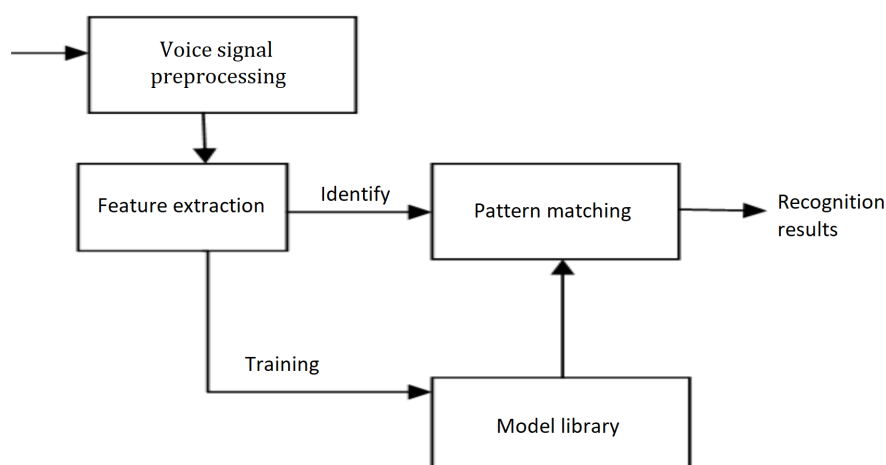 Voice signal
preprocessing
Feature extraction
Identify
Pattern matching
Recognition
results
Training
Model library